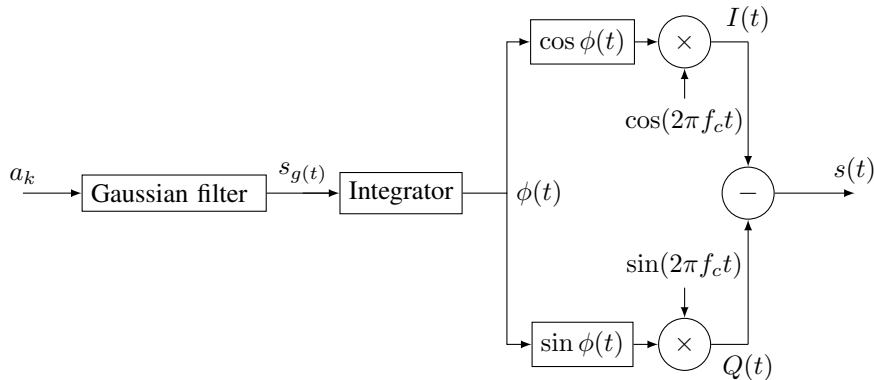 I(t)
cos ϕ(t)
×
cos(2πf_c t)
a_k
Gaussian filter
s_{g(t)}
Integrator
ϕ(t)
−
s(t)
sin(2πf_c t)
sin ϕ(t)
×
Q(t)